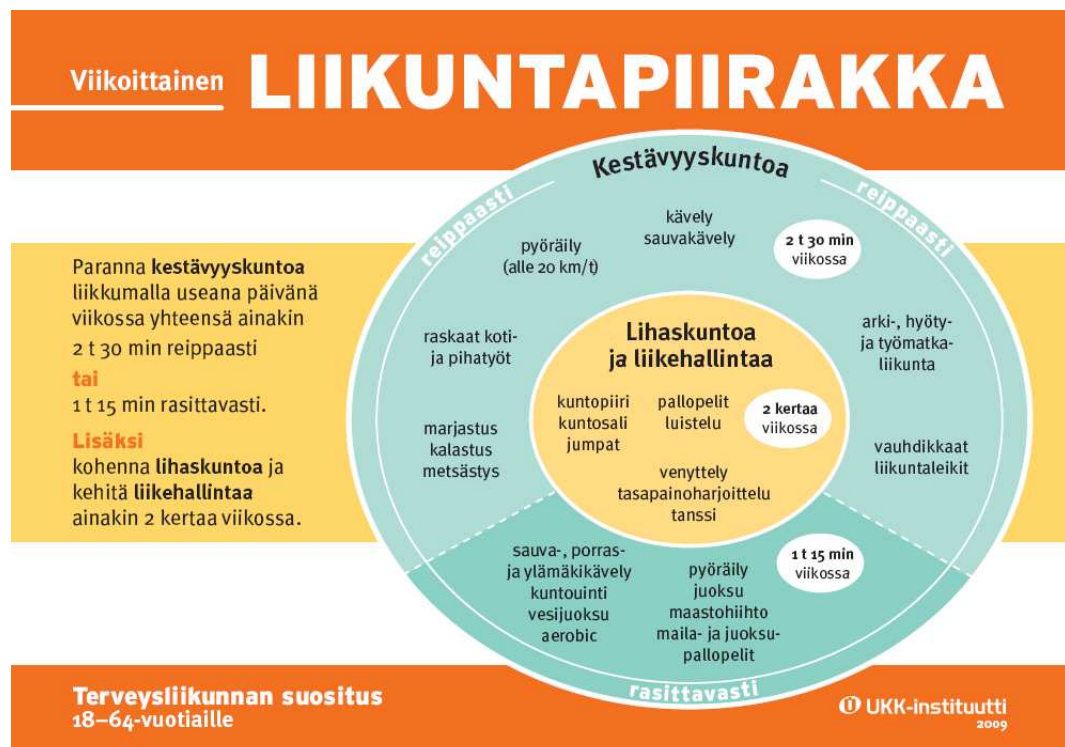 Viikoittainen
LIIKUNTAPIIRAKKA
Paranna kestävyyskuntoa
liikkumalla useana päivänä
viikossa yhteensä ainakin
2 t 30 min reippaasti
tai
1 t 15 min rasittavasti.
Lisäksi
kohenna lihaskuntoa ja
kehitä liikehallintaa
ainakin 2 kertaa viikossa.
Kestävyyskuntoa
reippaasti
reippaasti
kävely
sauvakävely
2 t 30 min
viikossa
pyöräily
(alle 20 km/t)
raskaat koti-
ja pihatyöt
arki-, hyöty-
ja työmatka-
liikunta
marjastus
kalastus
metsästys
vauhdikkaat
liikuntaleikit
Lihaskuntoa
ja liikehallintaa
kuntopiiri
kuntosali
jumpat
pallopelit
luistelu
2 kertaa
viikossa
venyttely
tasapainoharjoittelu
tanssi
sauva-, porras-
ja ylämäkikävely
kuntouinti
vesijuoksu
aerobic
pyöräily
juoksu
maastohiihto
maila- ja juoksu-
pallopelit
1 t 15 min
viikossa
rasittavasti
Terveysliikunnan suositus
18–64-vuotiaille
UKK-instituutti
2009